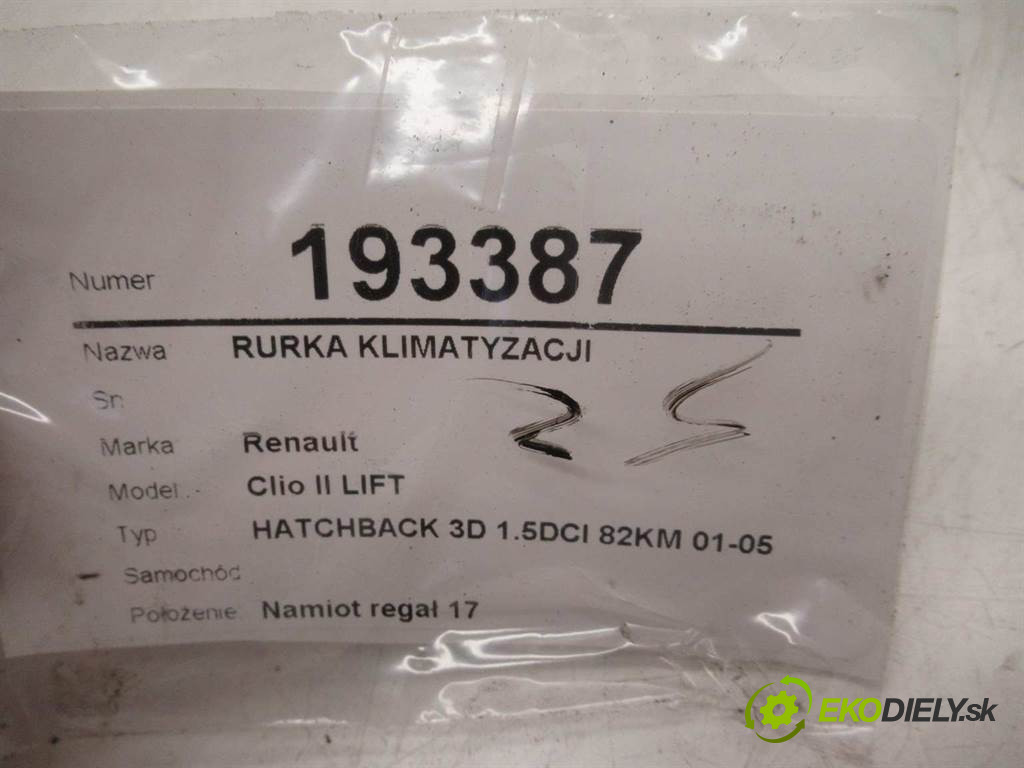 Numer 193387
Nazwa RURKA KLIMATYZACJI
Sn
Marka Renault
Model Clio II LIFT
Typ HATCHBACK 3D 1.5DCI 82KM 01-05
Samochód
Położenie Namiot regał 17
EKODIELY.sk